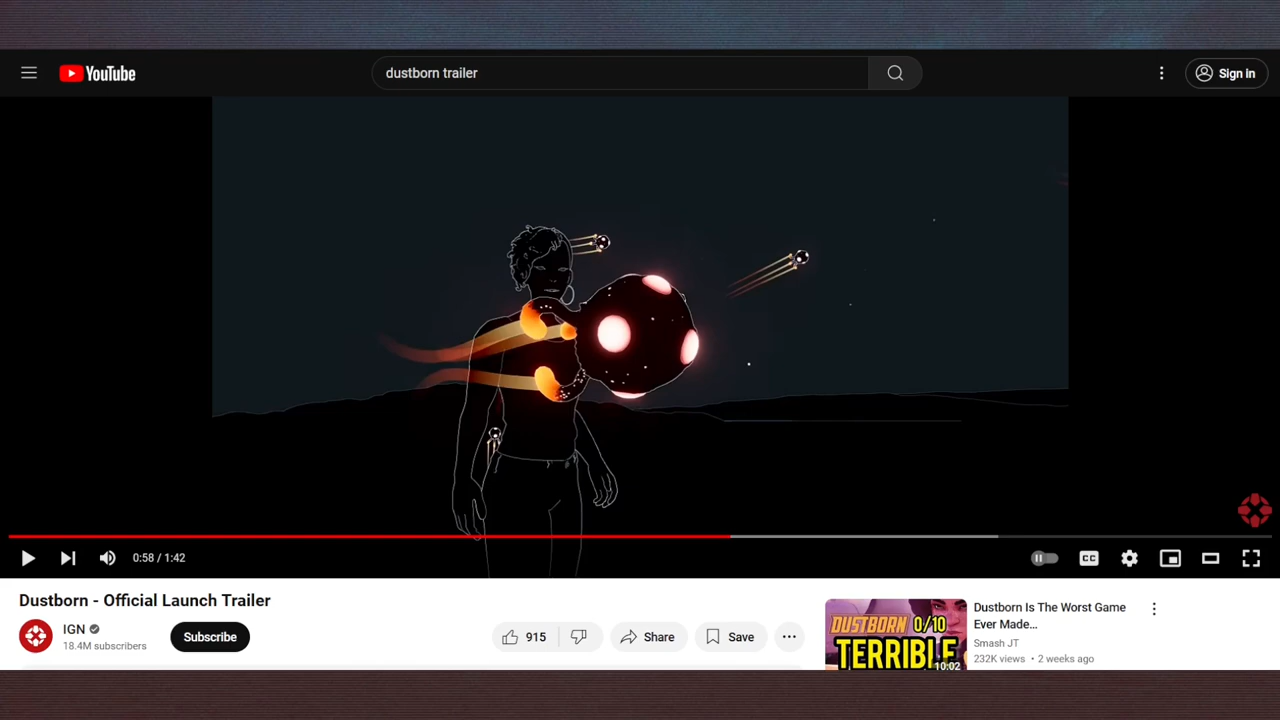 YouTube
dustborn trailer
Sign in
0:58 / 1:42
CC
Dustborn - Official Launch Trailer
IGN
18.4M subscribers
Subscribe
915
Share
Save
DUSTBORN 0/10
TERRIBLE
10:02
Dustborn Is The Worst Game
Ever Made...
Smash JT
232K views • 2 weeks ago